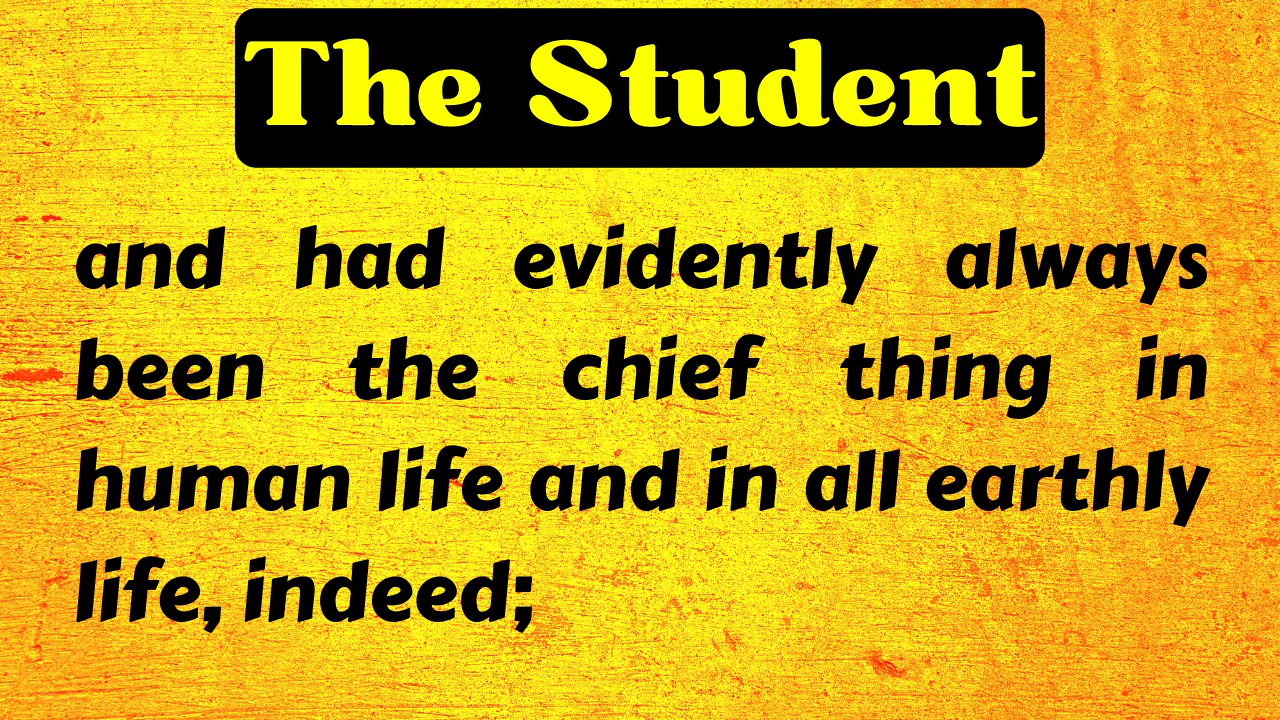 The Student
and had evidently always
been the chief thing in
human life and in all earthly
life, indeed;